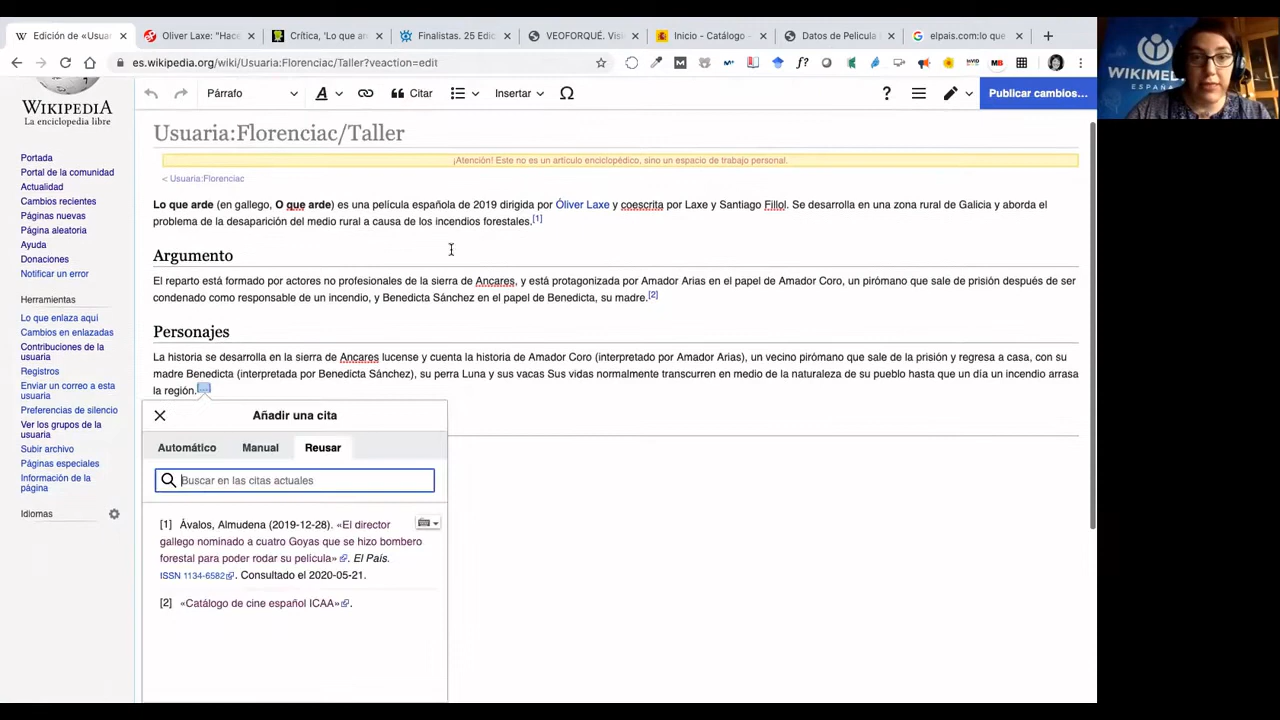 Edición de «Usua
Oliver Laxe: "Hace
Crítica, 'Lo que an
Finalistas. 25 Edic
VEOFORQUÉ. Visi
Inicio - Catálogo -
Datos de Película
elpais.com:lo que
es.wikipedia.org/wiki/Usuaria:Florenciac/Taller?veaction=edit
WIKIMEDIA
ESPAÑA
WIKIPEDIA
La enciclopedia libre
Párrafo
A
Citar
Insertar
Ω
?
Publicar cambios...
Portada
Portal de la comunidad
Actualidad
Cambios recientes
Páginas nuevas
Página aleatoria
Ayuda
Donaciones
Notificar un error
Herramientas
Lo que enlaza aquí
Cambios en enlazadas
Contribuciones de la
usuaria
Registros
Enviar un correo a esta
usuaria
Preferencias de silencio
Ver los grupos de la
usuaria
Subir archivo
Páginas especiales
Información de la
página
Idiomas
Usuaria:Florenciac/Taller
¡Atención! Este no es un artículo enciclopédico, sino un espacio de trabajo personal.
< Usuaria:Florenciac
Lo que arde (en gallego, O que arde) es una película española de 2019 dirigida por Óliver Laxe y coescrita por Laxe y Santiago Fillol. Se desarrolla en una zona rural de Galicia y aborda el
problema de la desaparición del medio rural a causa de los incendios forestales.[1]
Argumento
El reparto está formado por actores no profesionales de la sierra de Ancares, y está protagonizada por Amador Arias en el papel de Amador Coro, un pirómano que sale de prisión después de ser
condenado como responsable de un incendio, y Benedicta Sánchez en el papel de Benedicta, su madre.[2]
Personajes
La historia se desarrolla en la sierra de Ancares lucense y cuenta la historia de Amador Coro (interpretado por Amador Arias), un vecino pirómano que sale de la prisión y regresa a casa, con su
madre Benedicta (interpretada por Benedicta Sánchez), su perra Luna y sus vacas Sus vidas normalmente transcurren en medio de la naturaleza de su pueblo hasta que un día un incendio arrasa
la región.
Añadir una cita
Automático
Manual
Reusar
Buscar en las citas actuales
[1] Ávalos, Almudena (2019-12-28). «El director
gallego nominado a cuatro Goyas que se hizo bombero
forestal para poder rodar su película». El País.
ISSN 1134-6582. Consultado el 2020-05-21.
[2] «Catálogo de cine español ICAA».